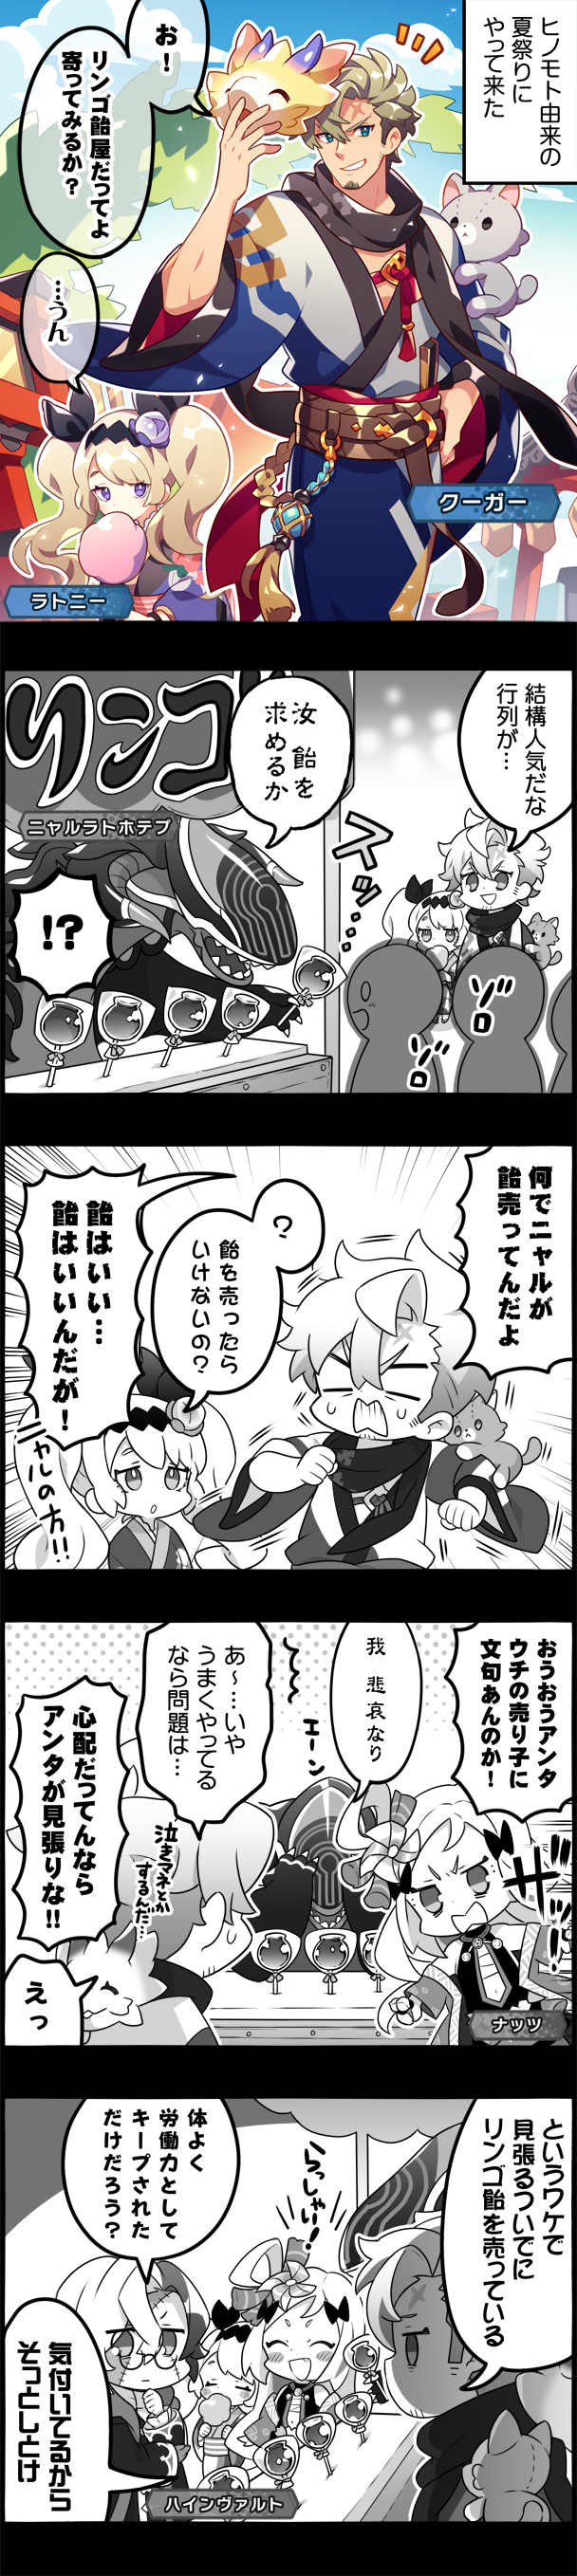 ヒノモト由来の
夏祭りに
やって来た
お！
リンゴ飴屋だってよ
寄ってみるか？
…うん
クーガー
ラトニー
結構人気だな
行列が…
汝 飴を
求めるか
リンゴ
ニャルラトホテプ
スッ…
!?
ゾロ
ゾロ
何でニャルが
飴売ってんだよ
？
飴を売ったら
いけないの？
飴はいい…
飴はいいんだが！
ニャルの方!!
おうおうアンタ
ウチの売り子に
文句あんのか！
我 悲哀なり
エーン
あ〜…いや
うまくやってる
なら問題は…
泣きマネとか
するんだ…
心配だってんなら
アンタが見張りな!!
えっ
ナッツ
というワケで
見張るついでに
リンゴ飴を売っている
らっしゃい！
体よく
労働力として
キープされた
だけだろう？
気付いてるから
そっとしとけ
ハインヴァルト